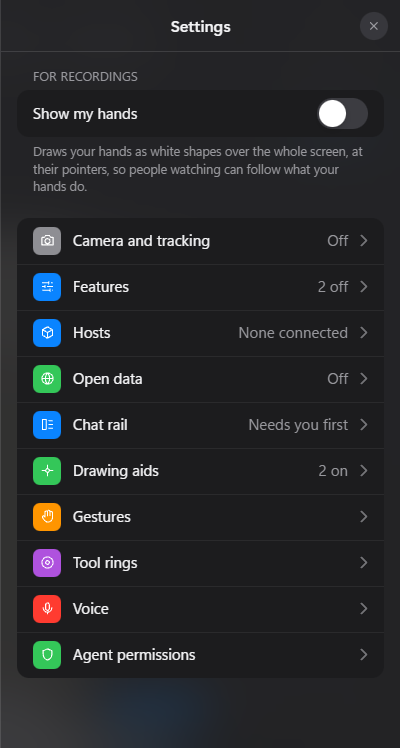 Settings
FOR RECORDINGS
Show my hands
Draws your hands as white shapes over the whole screen, at
their pointers, so people watching can follow what your
hands do.
Camera and tracking Off
Features 2 off
Hosts None connected
Open data Off
Chat rail Needs you first
Drawing aids 2 on
Gestures
Tool rings
Voice
Agent permissions